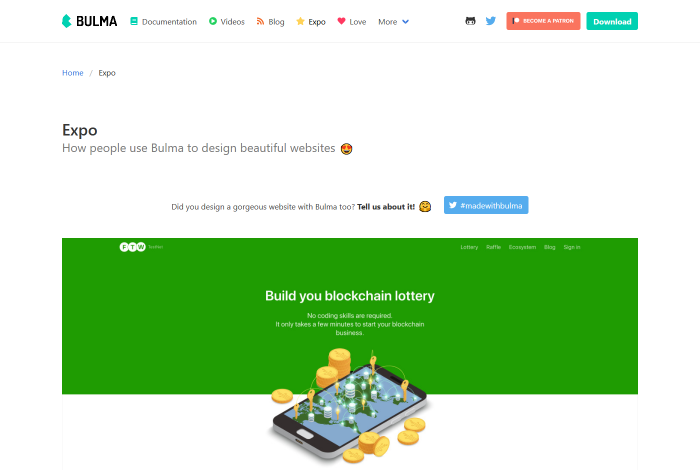 BULMA Documentation Videos Blog Expo Love More BECOME A PATRON Download
Home / Expo
Expo
How people use Bulma to design beautiful websites
Did you design a gorgeous website with Bulma too? Tell us about it! #madewithbulma
FTW Lottery Raffle Ecosystem Blog Sign in
Build you blockchain lottery
No coding skills are required.
It only takes a few minutes to start your blockchain
business.